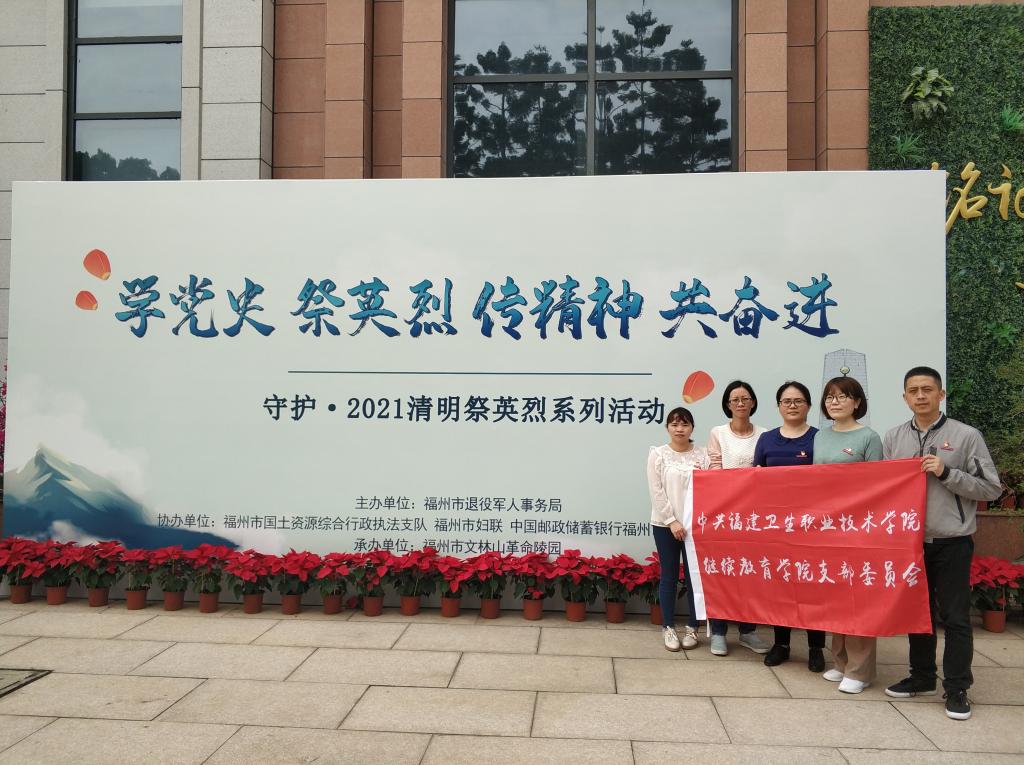 学党史 祭英烈 传精神 共奋进
守护·2021清明祭英烈系列活动
主办单位：福州市退役军人事务局
协办单位：福州市国土资源综合行政执法支队 福州市妇联 中国邮政储蓄银行福州
承办单位：福州市文林山革命陵园
铭记
中共福建卫生职业技术学院
继续教育学院支部委员会